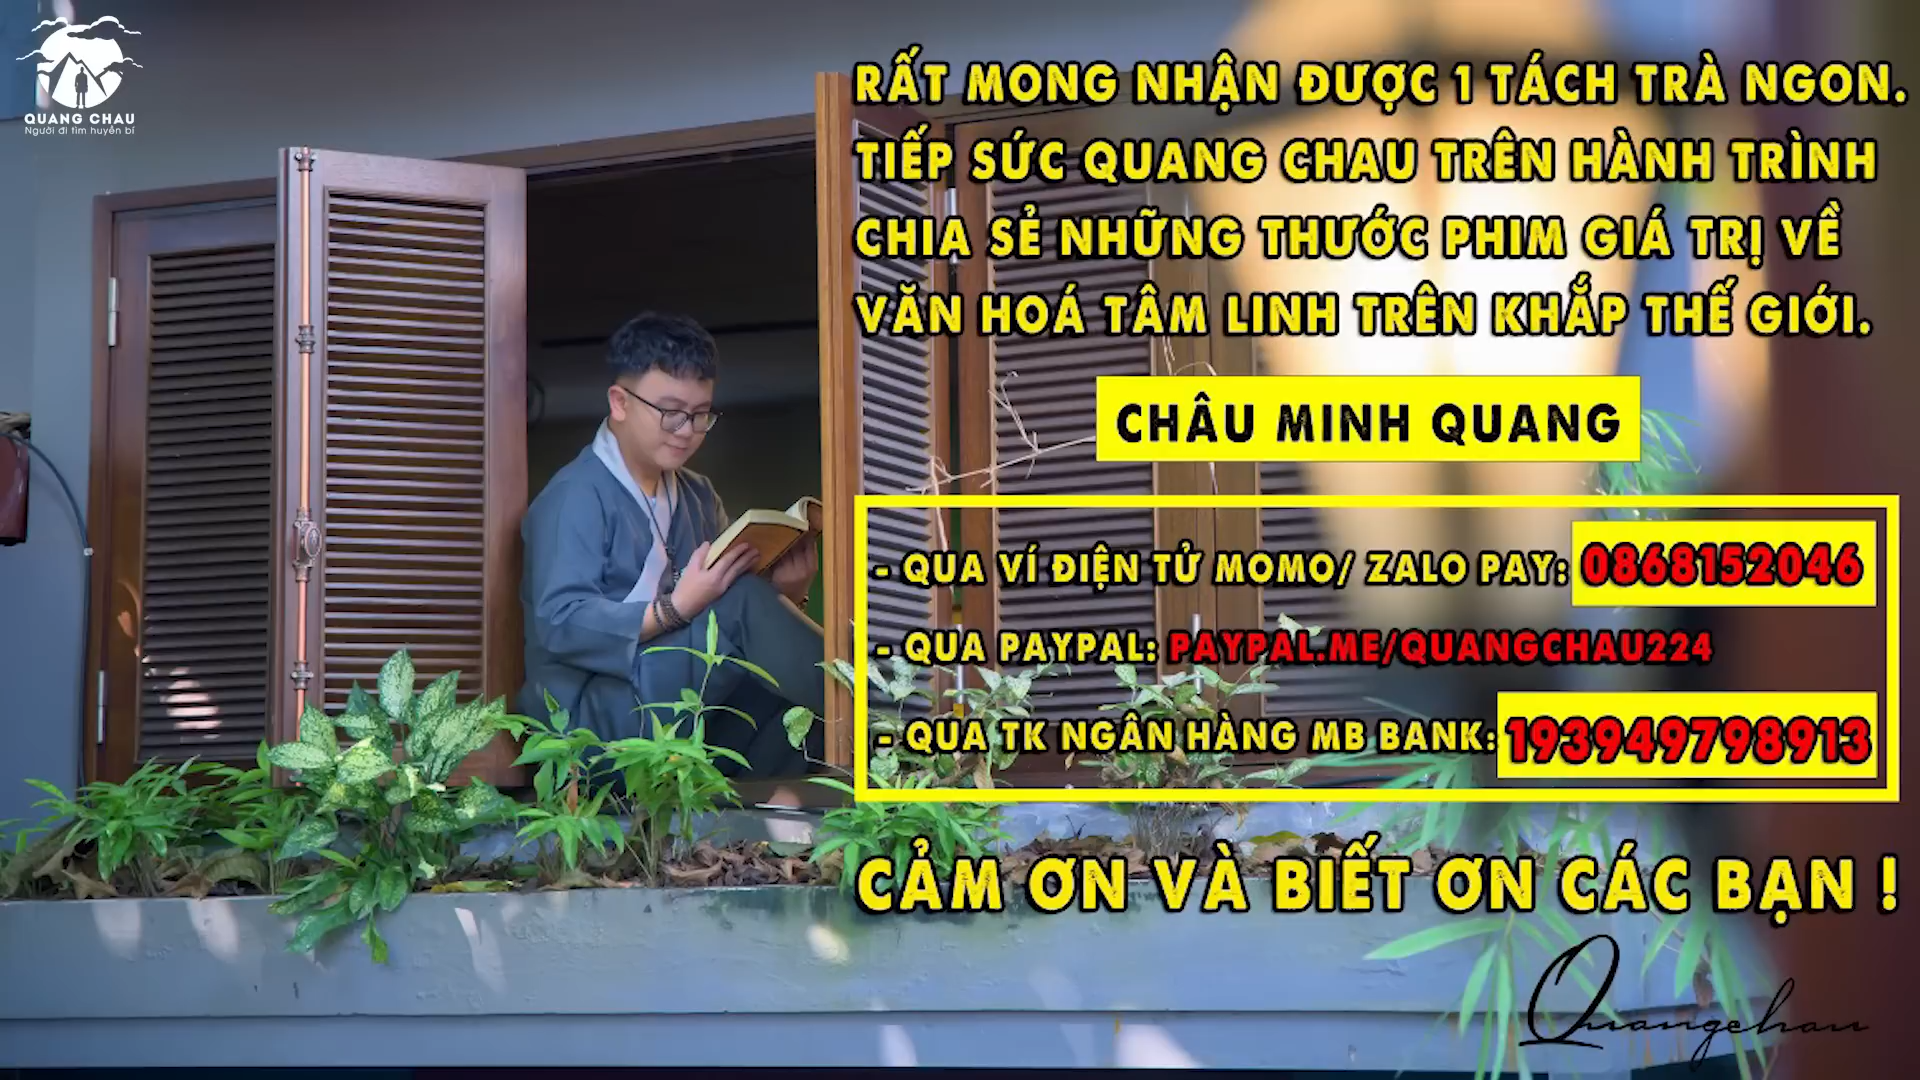 QUANG CHAU
Người đi tìm huyền bí
RẤT MONG NHẬN ĐƯỢC 1 TÁCH TRÀ NGON.
TIẾP SỨC QUANG CHAU TRÊN HÀNH TRÌNH
CHIA SẺ NHỮNG THƯỚC PHIM GIÁ TRỊ VỀ
VĂN HOÁ TÂM LINH TRÊN KHẮP THẾ GIỚI.
CHÂU MINH QUANG
- QUA VÍ ĐIỆN TỬ MOMO/ ZALO PAY: 0868152046
- QUA PAYPAL: PAYPAL.ME/QUANGCHAU224
- QUA TK NGÂN HÀNG MB BANK: 193949798913
CẢM ƠN VÀ BIẾT ƠN CÁC BẠN !
Quangchau